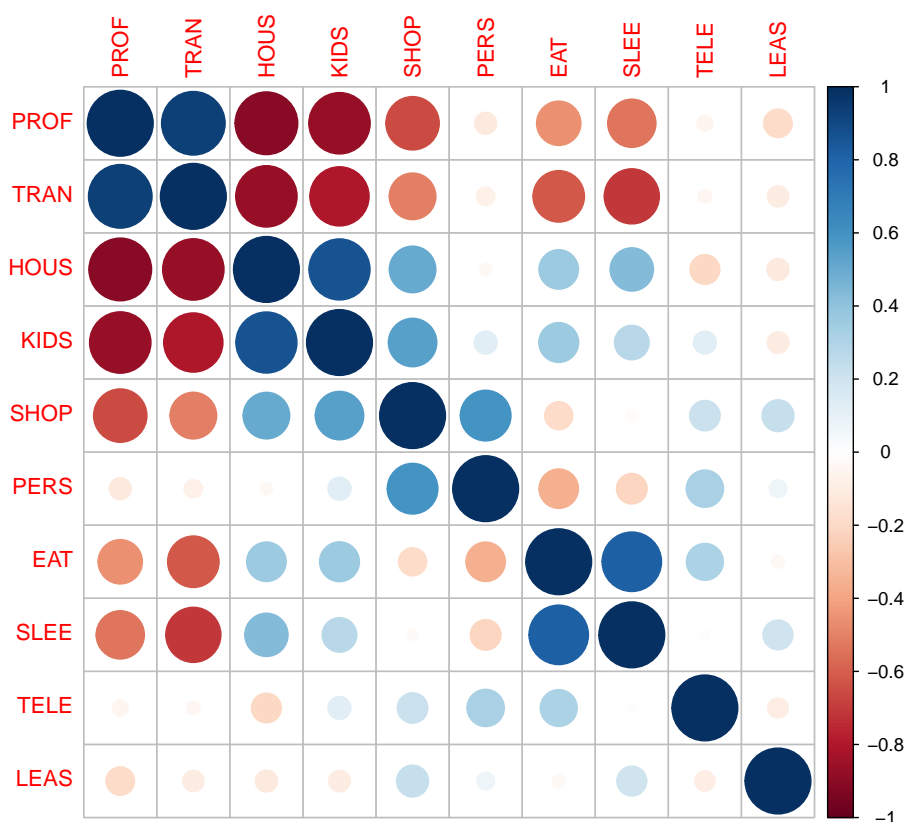 PROF TRAN HOUS KIDS SHOP PERS EAT SLEE TELE LEAS
PROF
TRAN
HOUS
KIDS
SHOP
PERS
EAT
SLEE
TELE
LEAS
1
0.8
0.6
0.4
0.2
0
−0.2
−0.4
−0.6
−0.8
−1